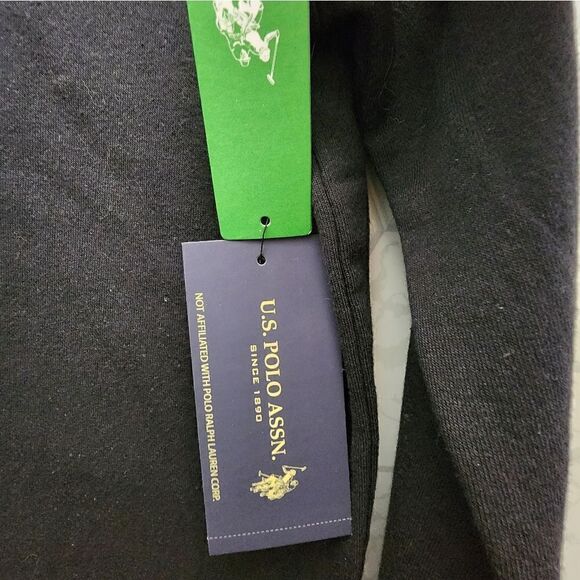 U.S. POLO ASSN.
SINCE 1890
NOT AFFILIATED WITH POLO RALPH LAUREN CORP.